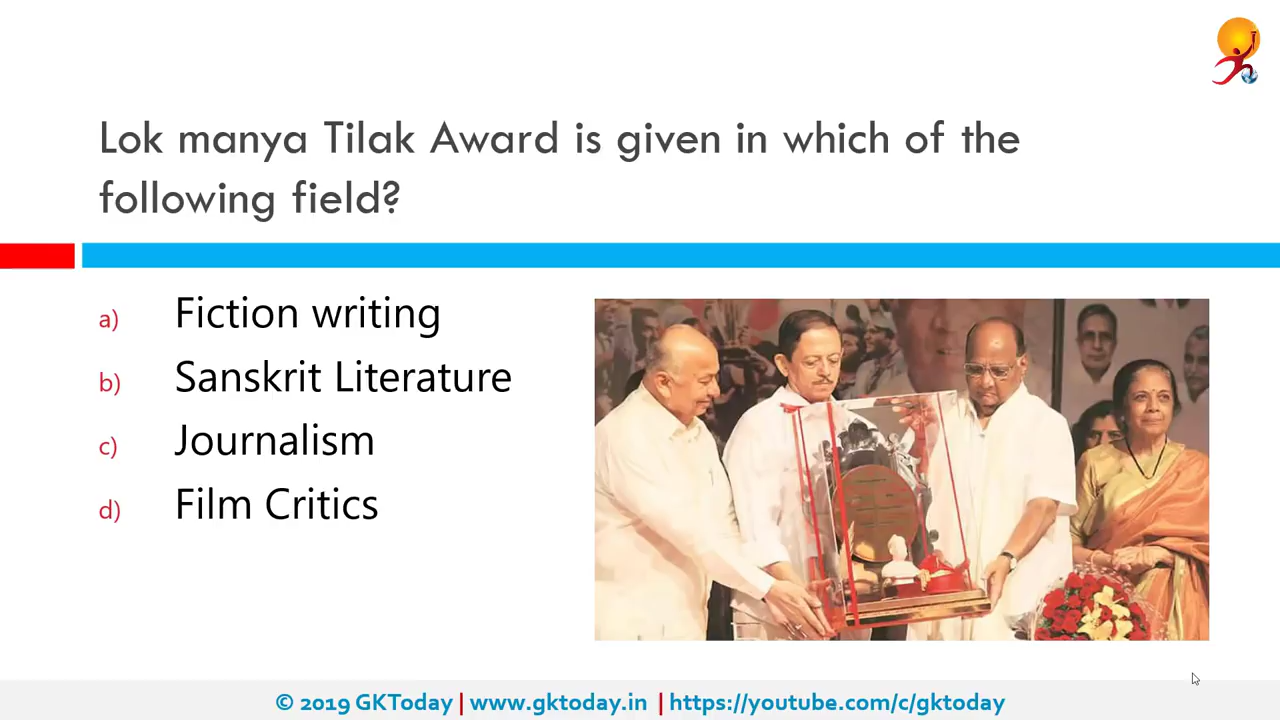 Lok manya Tilak Award is given in which of the
following field?
a) Fiction writing
b) Sanskrit Literature
c) Journalism
d) Film Critics
© 2019 GKToday | www.gktoday.in | https://youtube.com/c/gktoday